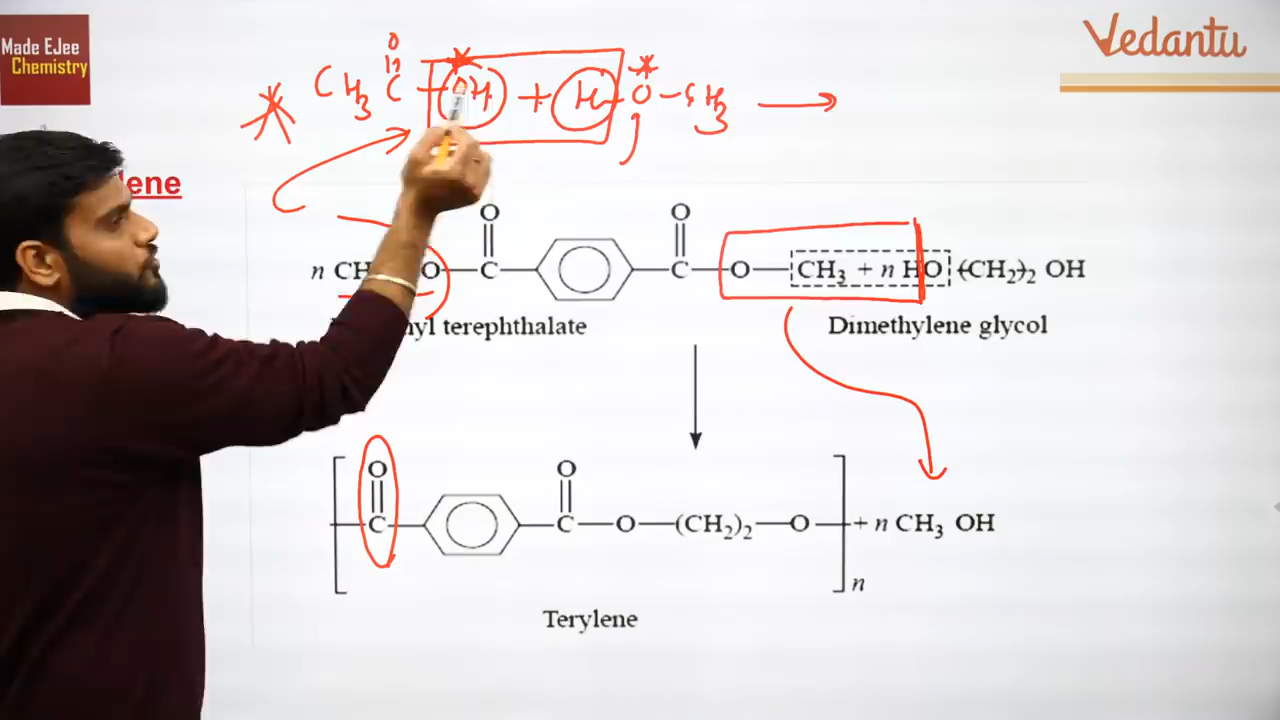 Made EJee
Chemistry
Vedantu
CH3 C O OH + H O CH3
ene
n CH O C O C O CH3 + n HO (CH2)2 OH
yl terephthalate
Dimethylene glycol
[ C O C O O (CH2)2 O ]n + n CH3 OH
Terylene